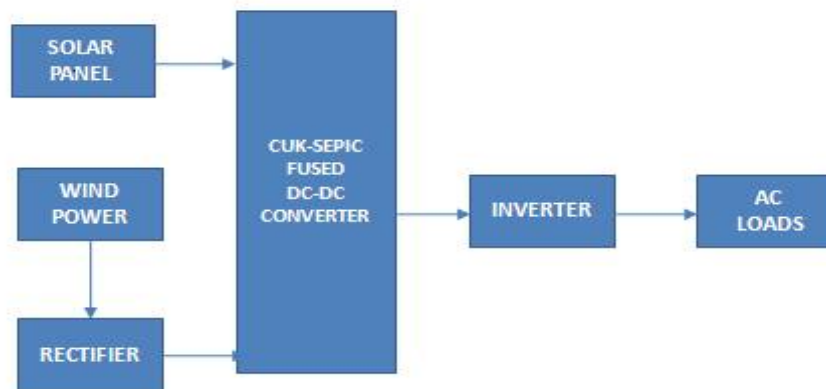 SOLAR
PANEL
WIND
POWER
RECTIFIER
CUK-SEPIC
FUSED
DC-DC
CONVERTER
INVERTER
AC
LOADS